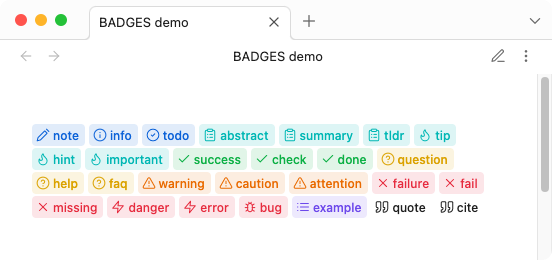 BADGES demo
BADGES demo
note info todo abstract summary tldr tip
hint important success check done question
help faq warning caution attention failure fail
missing danger error bug example quote cite